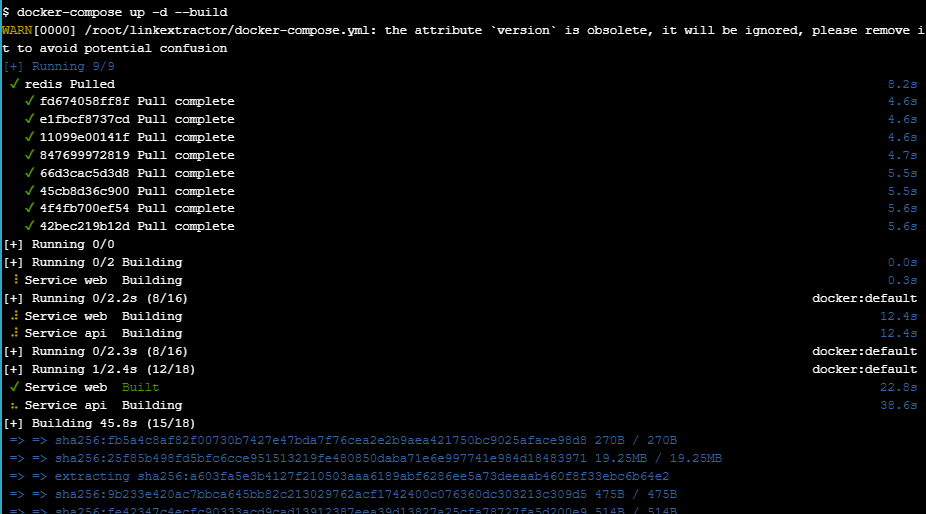 $ docker-compose up -d --build
WARN[0000] /root/linkextractor/docker-compose.yml: the attribute `version` is obsolete, it will be ignored, please remove i
t to avoid potential confusion
[+] Running 9/9
✓ redis Pulled 8.2s
✓ fd674058ff8f Pull complete 4.6s
✓ e1fbcf8737cd Pull complete 4.6s
✓ 11099e00141f Pull complete 4.6s
✓ 847699972819 Pull complete 4.7s
✓ 66d3cac5d3d8 Pull complete 5.5s
✓ 45cb8d36c900 Pull complete 5.5s
✓ 4f4fb700ef54 Pull complete 5.6s
✓ 42bec219b12d Pull complete 5.6s
[+] Running 0/0
[+] Running 0/2 Building 0.0s
Service web Building 0.3s
[+] Running 0/2.2s (8/16) docker:default
Service web Building 12.4s
Service api Building 12.4s
[+] Running 0/2.3s (8/16) docker:default
[+] Running 1/2.4s (12/18) docker:default
✓ Service web Built 22.8s
Service api Building 38.6s
[+] Building 45.8s (15/18)
=> => sha256:fb5a4c8af82f00730b7427e47bda7f76cea2e2b9aea421750bc9025aface98d8 270B / 270B
=> => sha256:25f85b498fd5bfc6cce951513219fe480850daba71e6e997741e984d18483971 19.25MB / 19.25MB
=> => extracting sha256:a603fa5e3b4127f210503aaa6189abf6286ee5a73deeaab460f8f33ebc6b64e2
=> => sha256:9b233e420ac7bbca645bb82c213029762acf1742400c076360dc303213c309d5 475B / 475B
=> => sha256:fe42347c4ecfc90333acd9cad13912387eea39d13827a25cfa78727fa5d200e9 514B / 514B